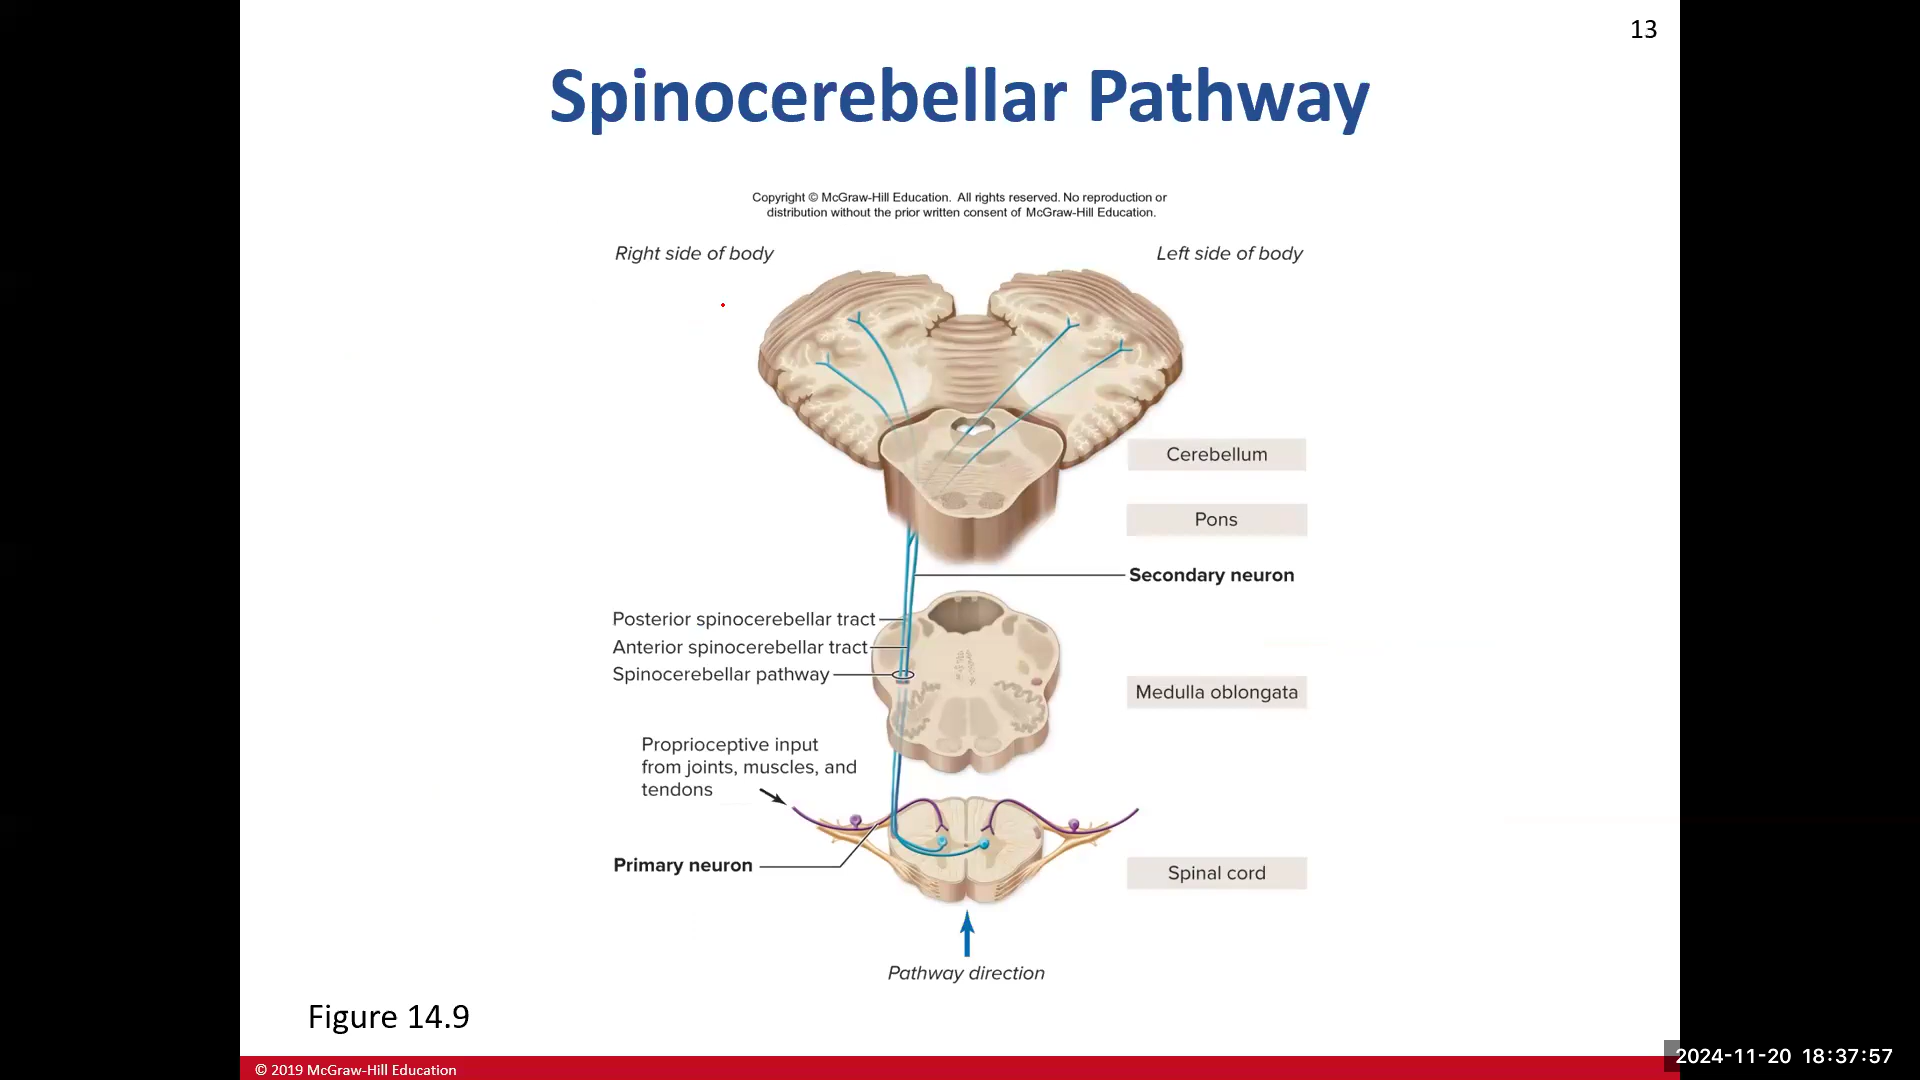 13
Spinocerebellar Pathway
Copyright © McGraw-Hill Education. All rights reserved. No reproduction or
distribution without the prior written consent of McGraw-Hill Education.
Right side of body
Left side of body
Cerebellum
Pons
Secondary neuron
Posterior spinocerebellar tract
Anterior spinocerebellar tract
Spinocerebellar pathway
Medulla oblongata
Proprioceptive input
from joints, muscles, and
tendons
Primary neuron
Spinal cord
Pathway direction
Figure 14.9
© 2019 McGraw-Hill Education
2024-11-20 18:37:57